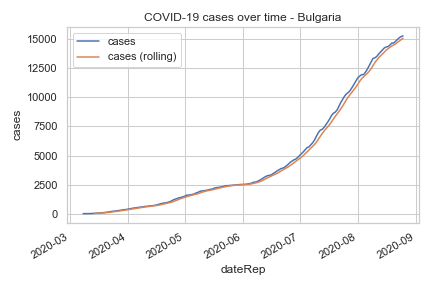 COVID-19 cases over time - Bulgaria
cases
cases (rolling)
15000
12500
10000
7500
5000
2500
0
cases
2020-03
2020-04
2020-05
2020-06
2020-07
2020-08
2020-09
dateRep